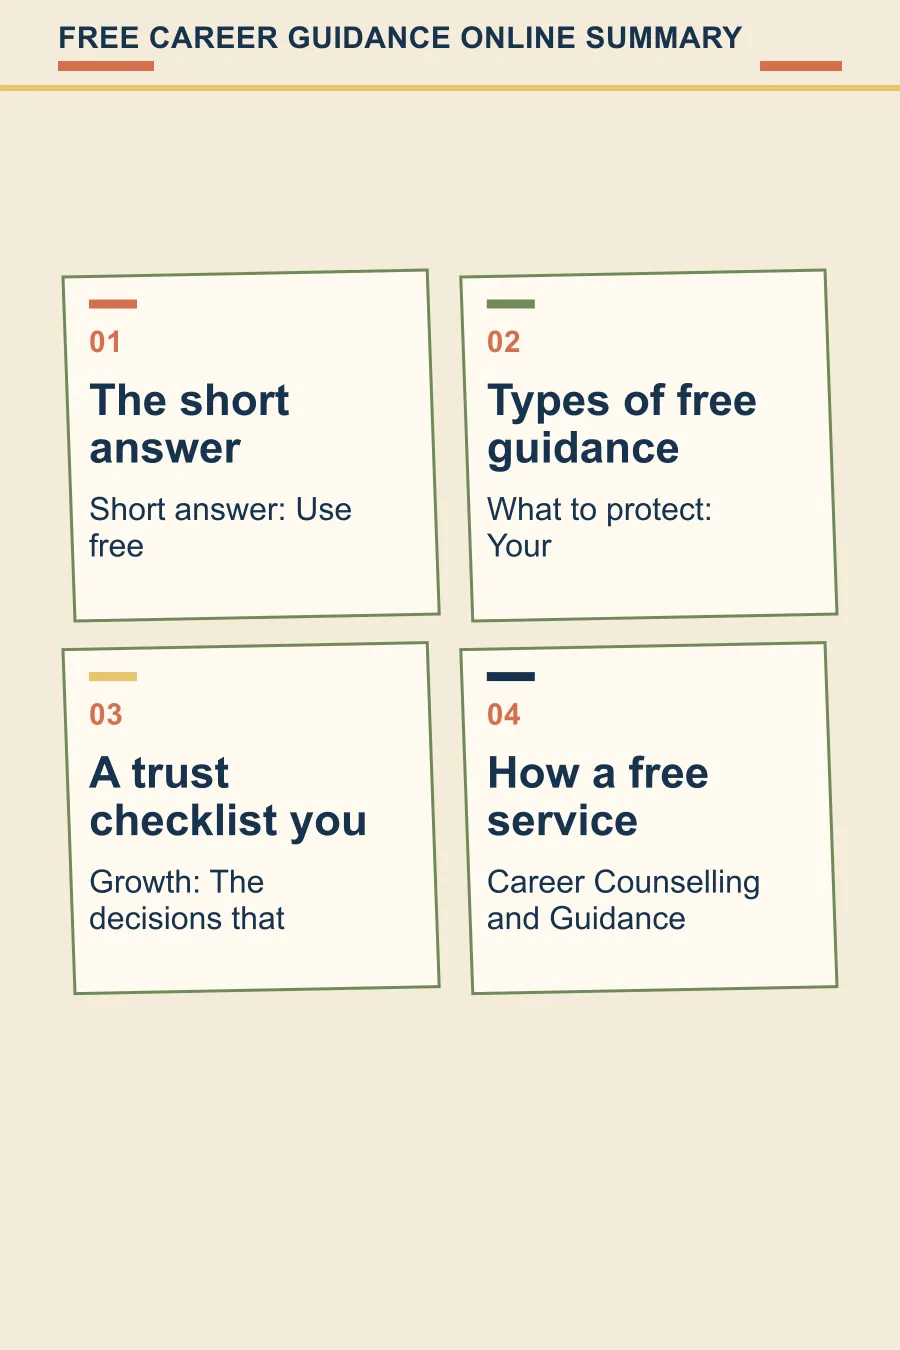 FREE CAREER GUIDANCE ONLINE SUMMARY
01
The short
answer
Short answer: Use
free
02
Types of free
guidance
What to protect:
Your
03
A trust
checklist you
Growth: The
decisions that
04
How a free
service
Career Counselling
and Guidance